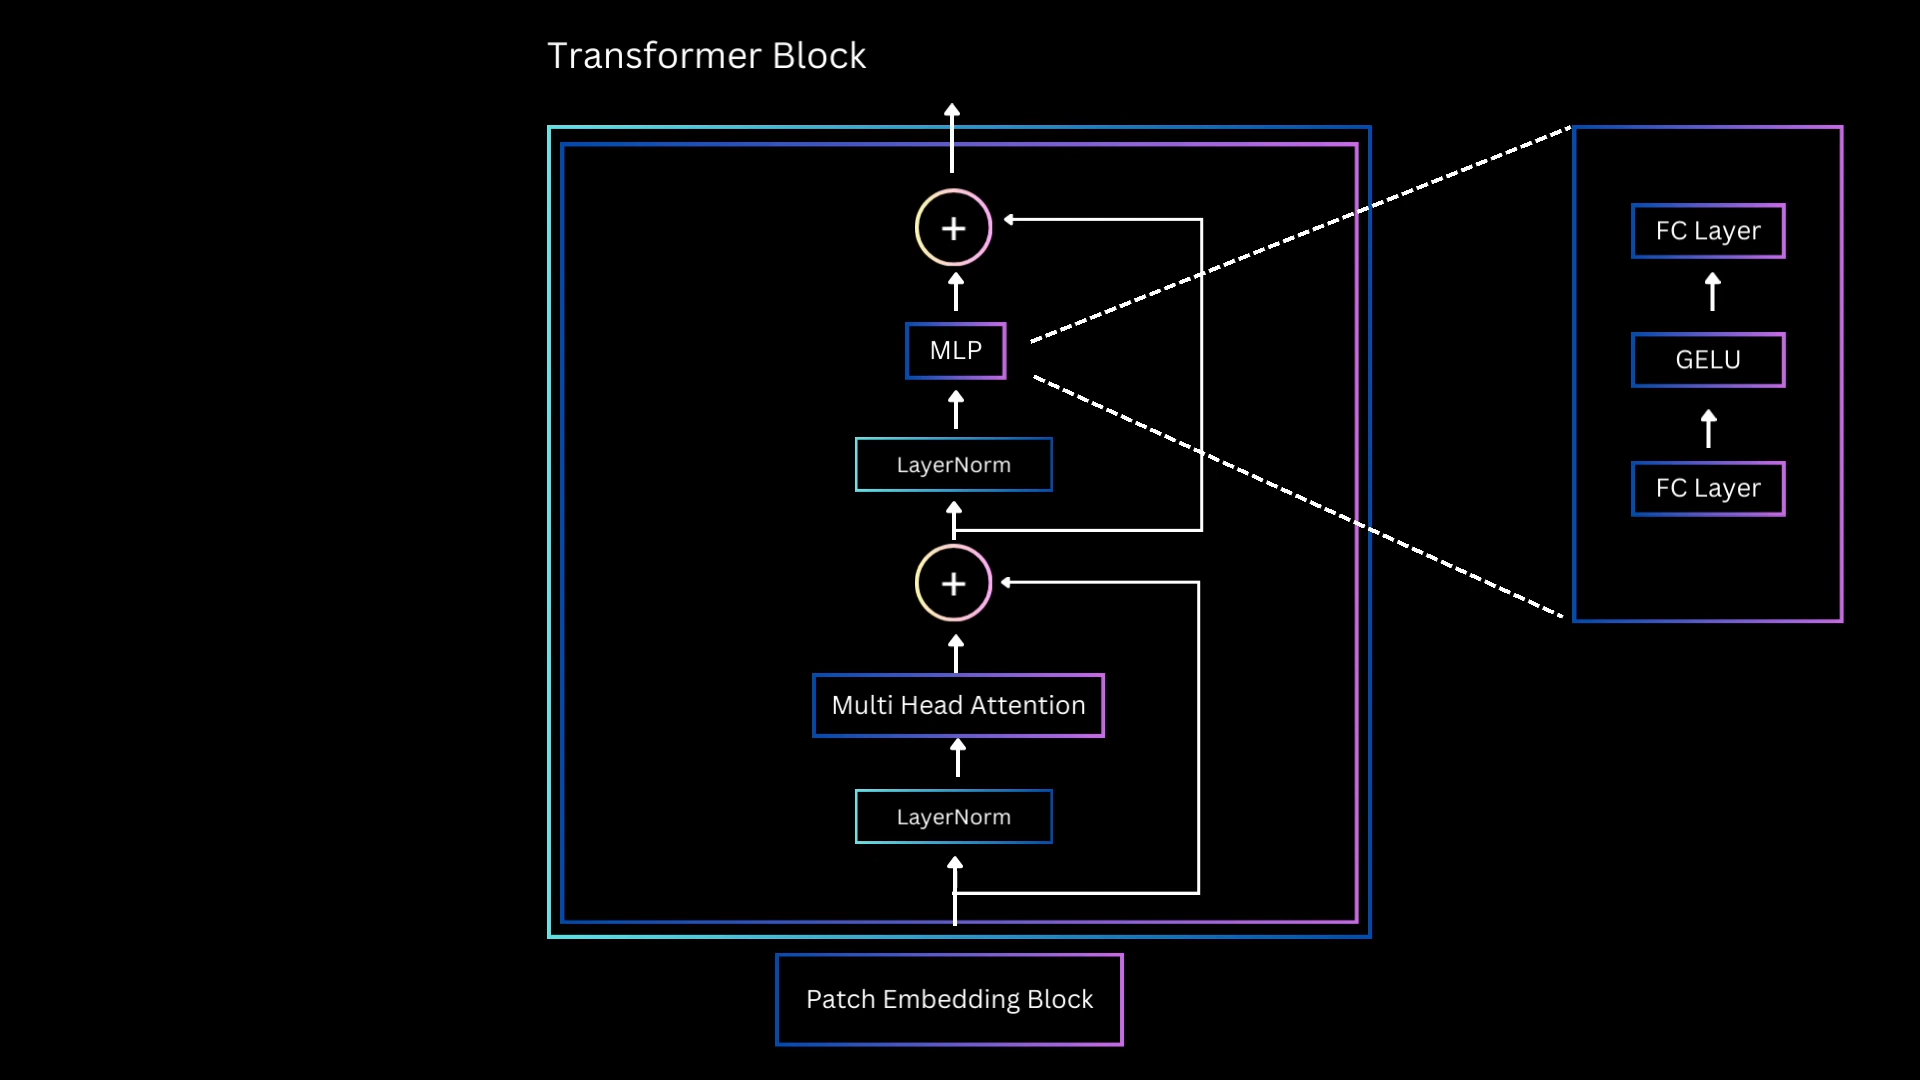 Transformer Block
+
MLP
LayerNorm
+
Multi Head Attention
LayerNorm
Patch Embedding Block
FC Layer
GELU
FC Layer